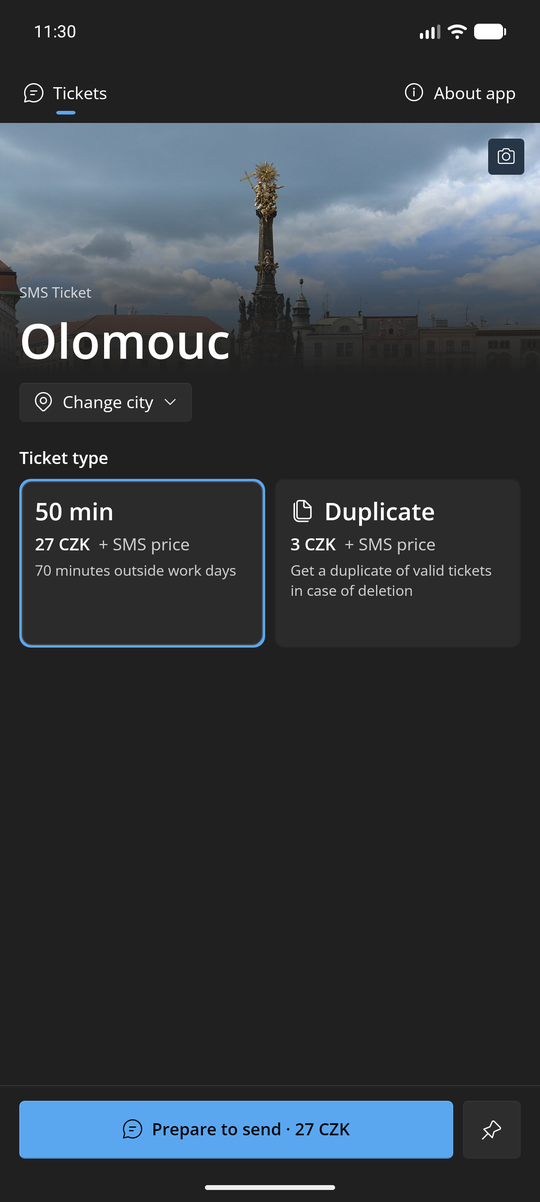 11:30
Tickets
About app
SMS Ticket
Olomouc
Change city
Ticket type
50 min
27 CZK + SMS price
70 minutes outside work days
Duplicate
3 CZK + SMS price
Get a duplicate of valid tickets
in case of deletion
Prepare to send · 27 CZK